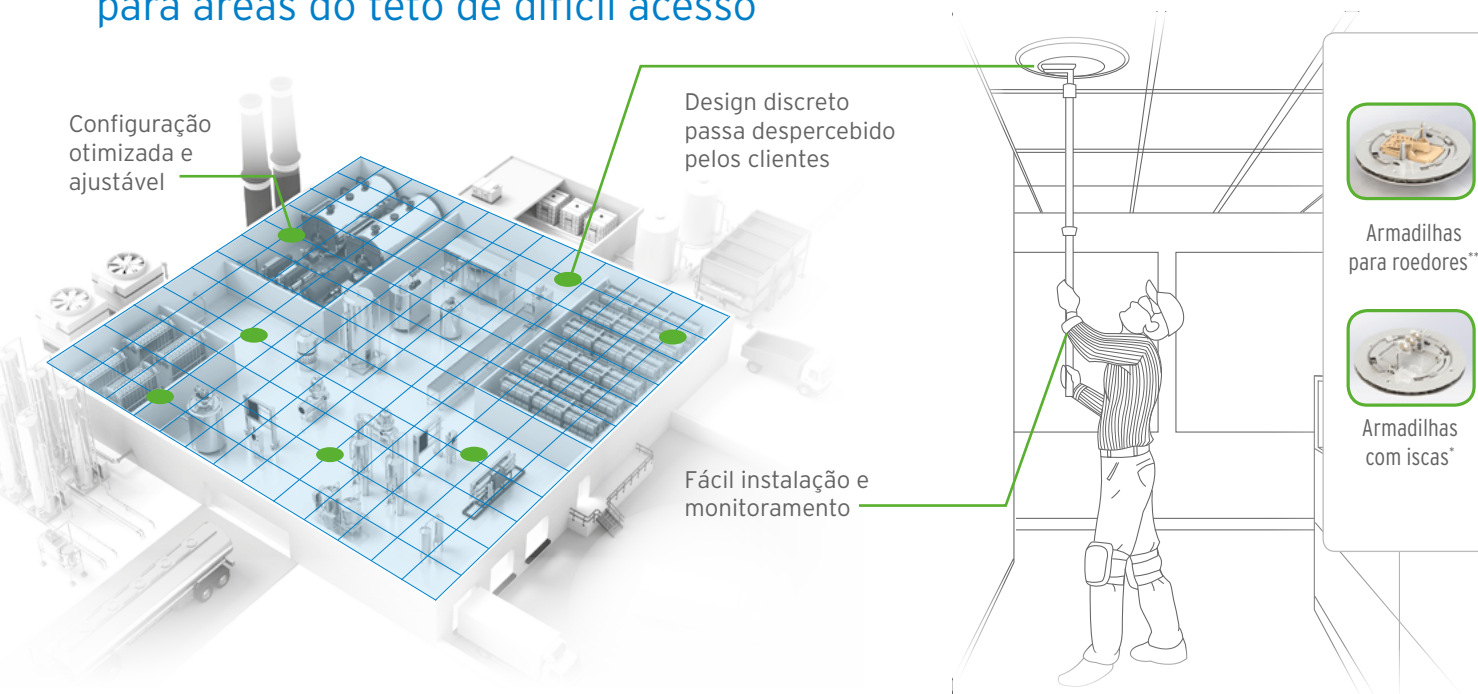 para áreas do teto de difícil acesso
Configuração
otimizada e
ajustável
Design discreto
passa despercebido
pelos clientes
Fácil instalação e
monitoramento
Armadilhas
para roedores**
Armadilhas
com iscas*